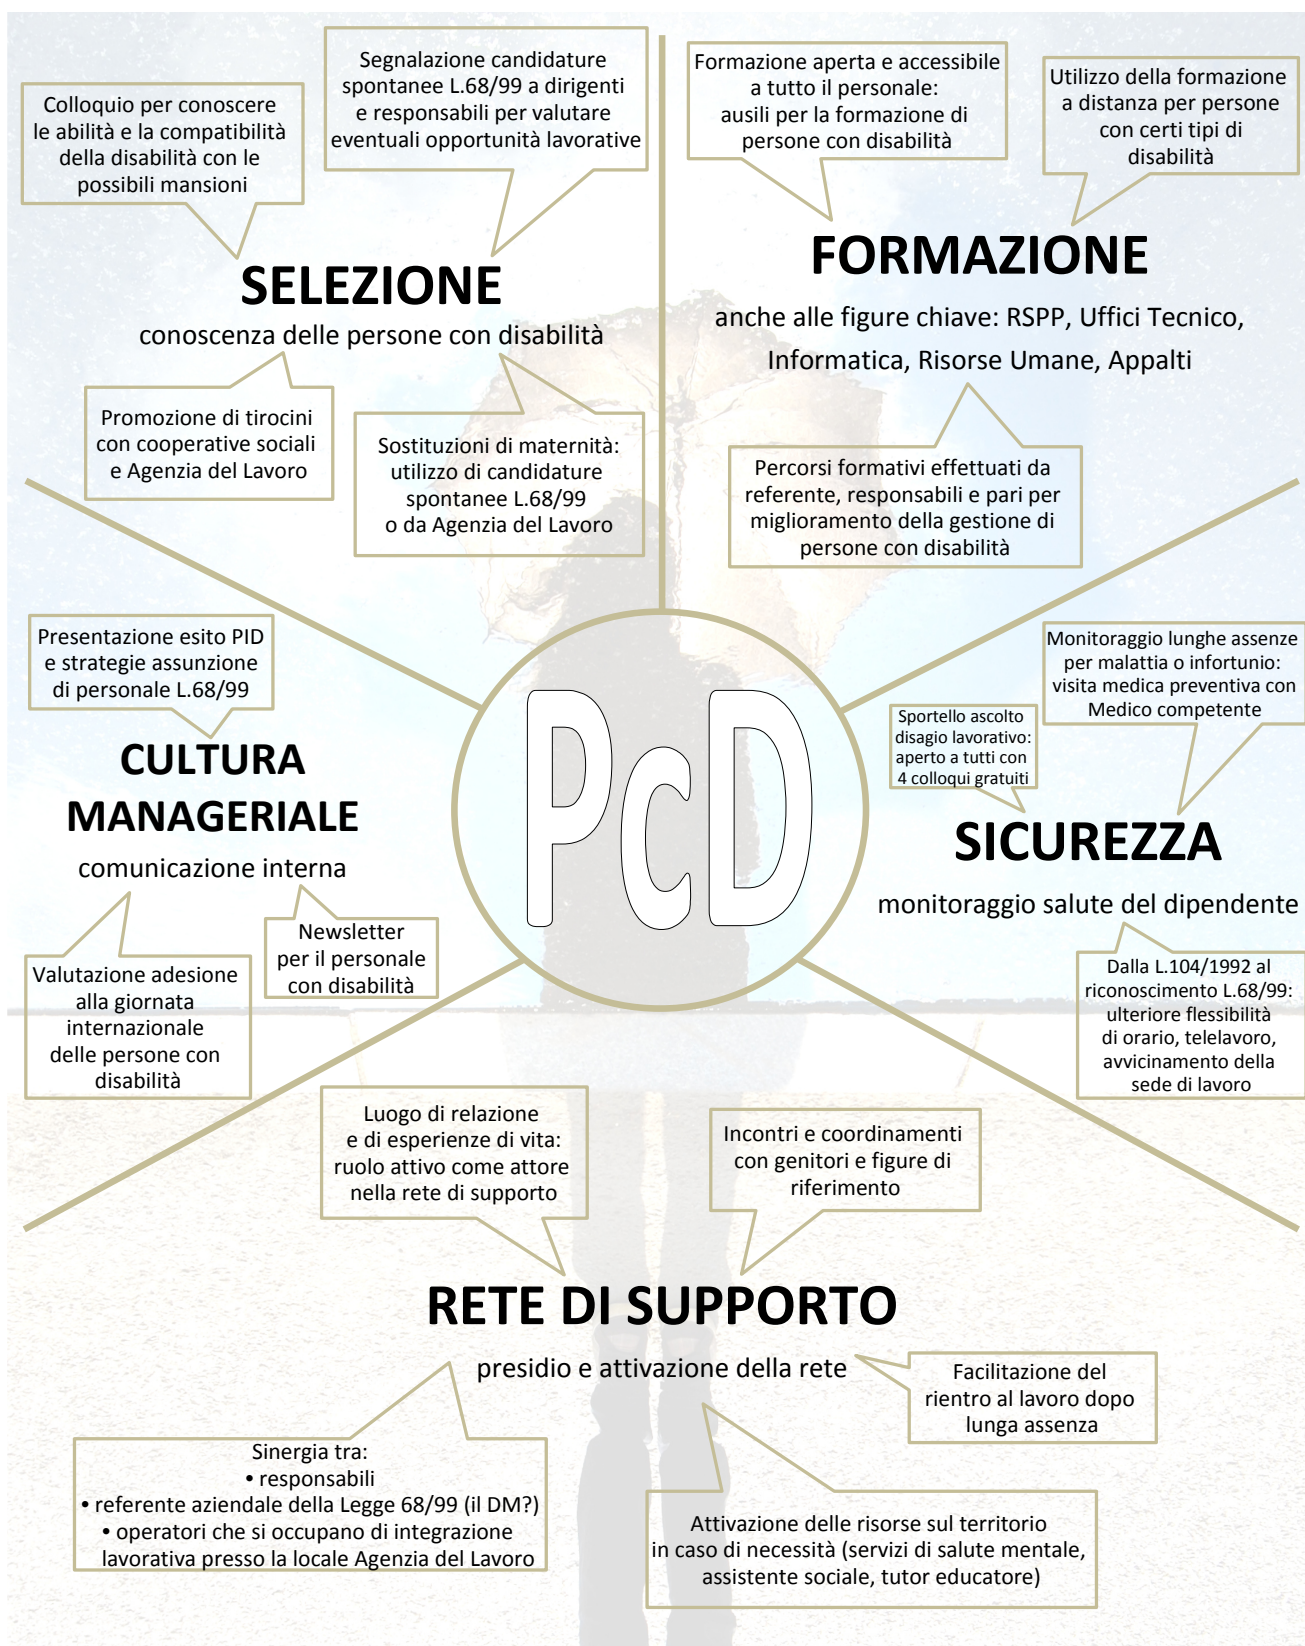 Colloquio per conoscere
le abilità e la compatibilità
della disabilità con le
possibili mansioni
Segnalazione candidature
spontanee L.68/99 a dirigenti
e responsabili per valutare
eventuali opportunità lavorative
SELEZIONE
conoscenza delle persone con disabilità
Promozione di tirocini
con cooperative sociali
e Agenzia del Lavoro
Sostituzioni di maternità:
utilizzo di candidature
spontanee L.68/99
o da Agenzia del Lavoro
Formazione aperta e accessibile
a tutto il personale:
ausili per la formazione di
persone con disabilità
Utilizzo della formazione
a distanza per persone
con certi tipi di
disabilità
FORMAZIONE
anche alle figure chiave: RSPP, Uffici Tecnico,
Informatica, Risorse Umane, Appalti
Percorsi formativi effettuati da
referente, responsabili e pari per
miglioramento della gestione di
persone con disabilità
Presentazione esito PID
e strategie assunzione
di personale L.68/99
CULTURA
MANAGERIALE
comunicazione interna
Valutazione adesione
alla giornata
internazionale
delle persone con
disabilità
Newsletter
per il personale
con disabilità
PcD
Monitoraggio lunghe assenze
per malattia o infortunio:
visita medica preventiva con
Medico competente
Sportello ascolto
disagio lavorativo:
aperto a tutti con
4 colloqui gratuiti
SICUREZZA
monitoraggio salute del dipendente
Dalla L.104/1992 al
riconoscimento L.68/99:
ulteriore flessibilità
di orario, telelavoro,
avvicinamento della
sede di lavoro
Luogo di relazione
e di esperienze di vita:
ruolo attivo come attore
nella rete di supporto
Incontri e coordinamenti
con genitori e figure di
riferimento
RETE DI SUPPORTO
presidio e attivazione della rete
Facilitazione del
rientro al lavoro dopo
lunga assenza
Sinergia tra:
• responsabili
• referente aziendale della Legge 68/99 (il DM?)
• operatori che si occupano di integrazione
lavorativa presso la locale Agenzia del Lavoro
Attivazione delle risorse sul territorio
in caso di necessità (servizi di salute mentale,
assistente sociale, tutor educatore)